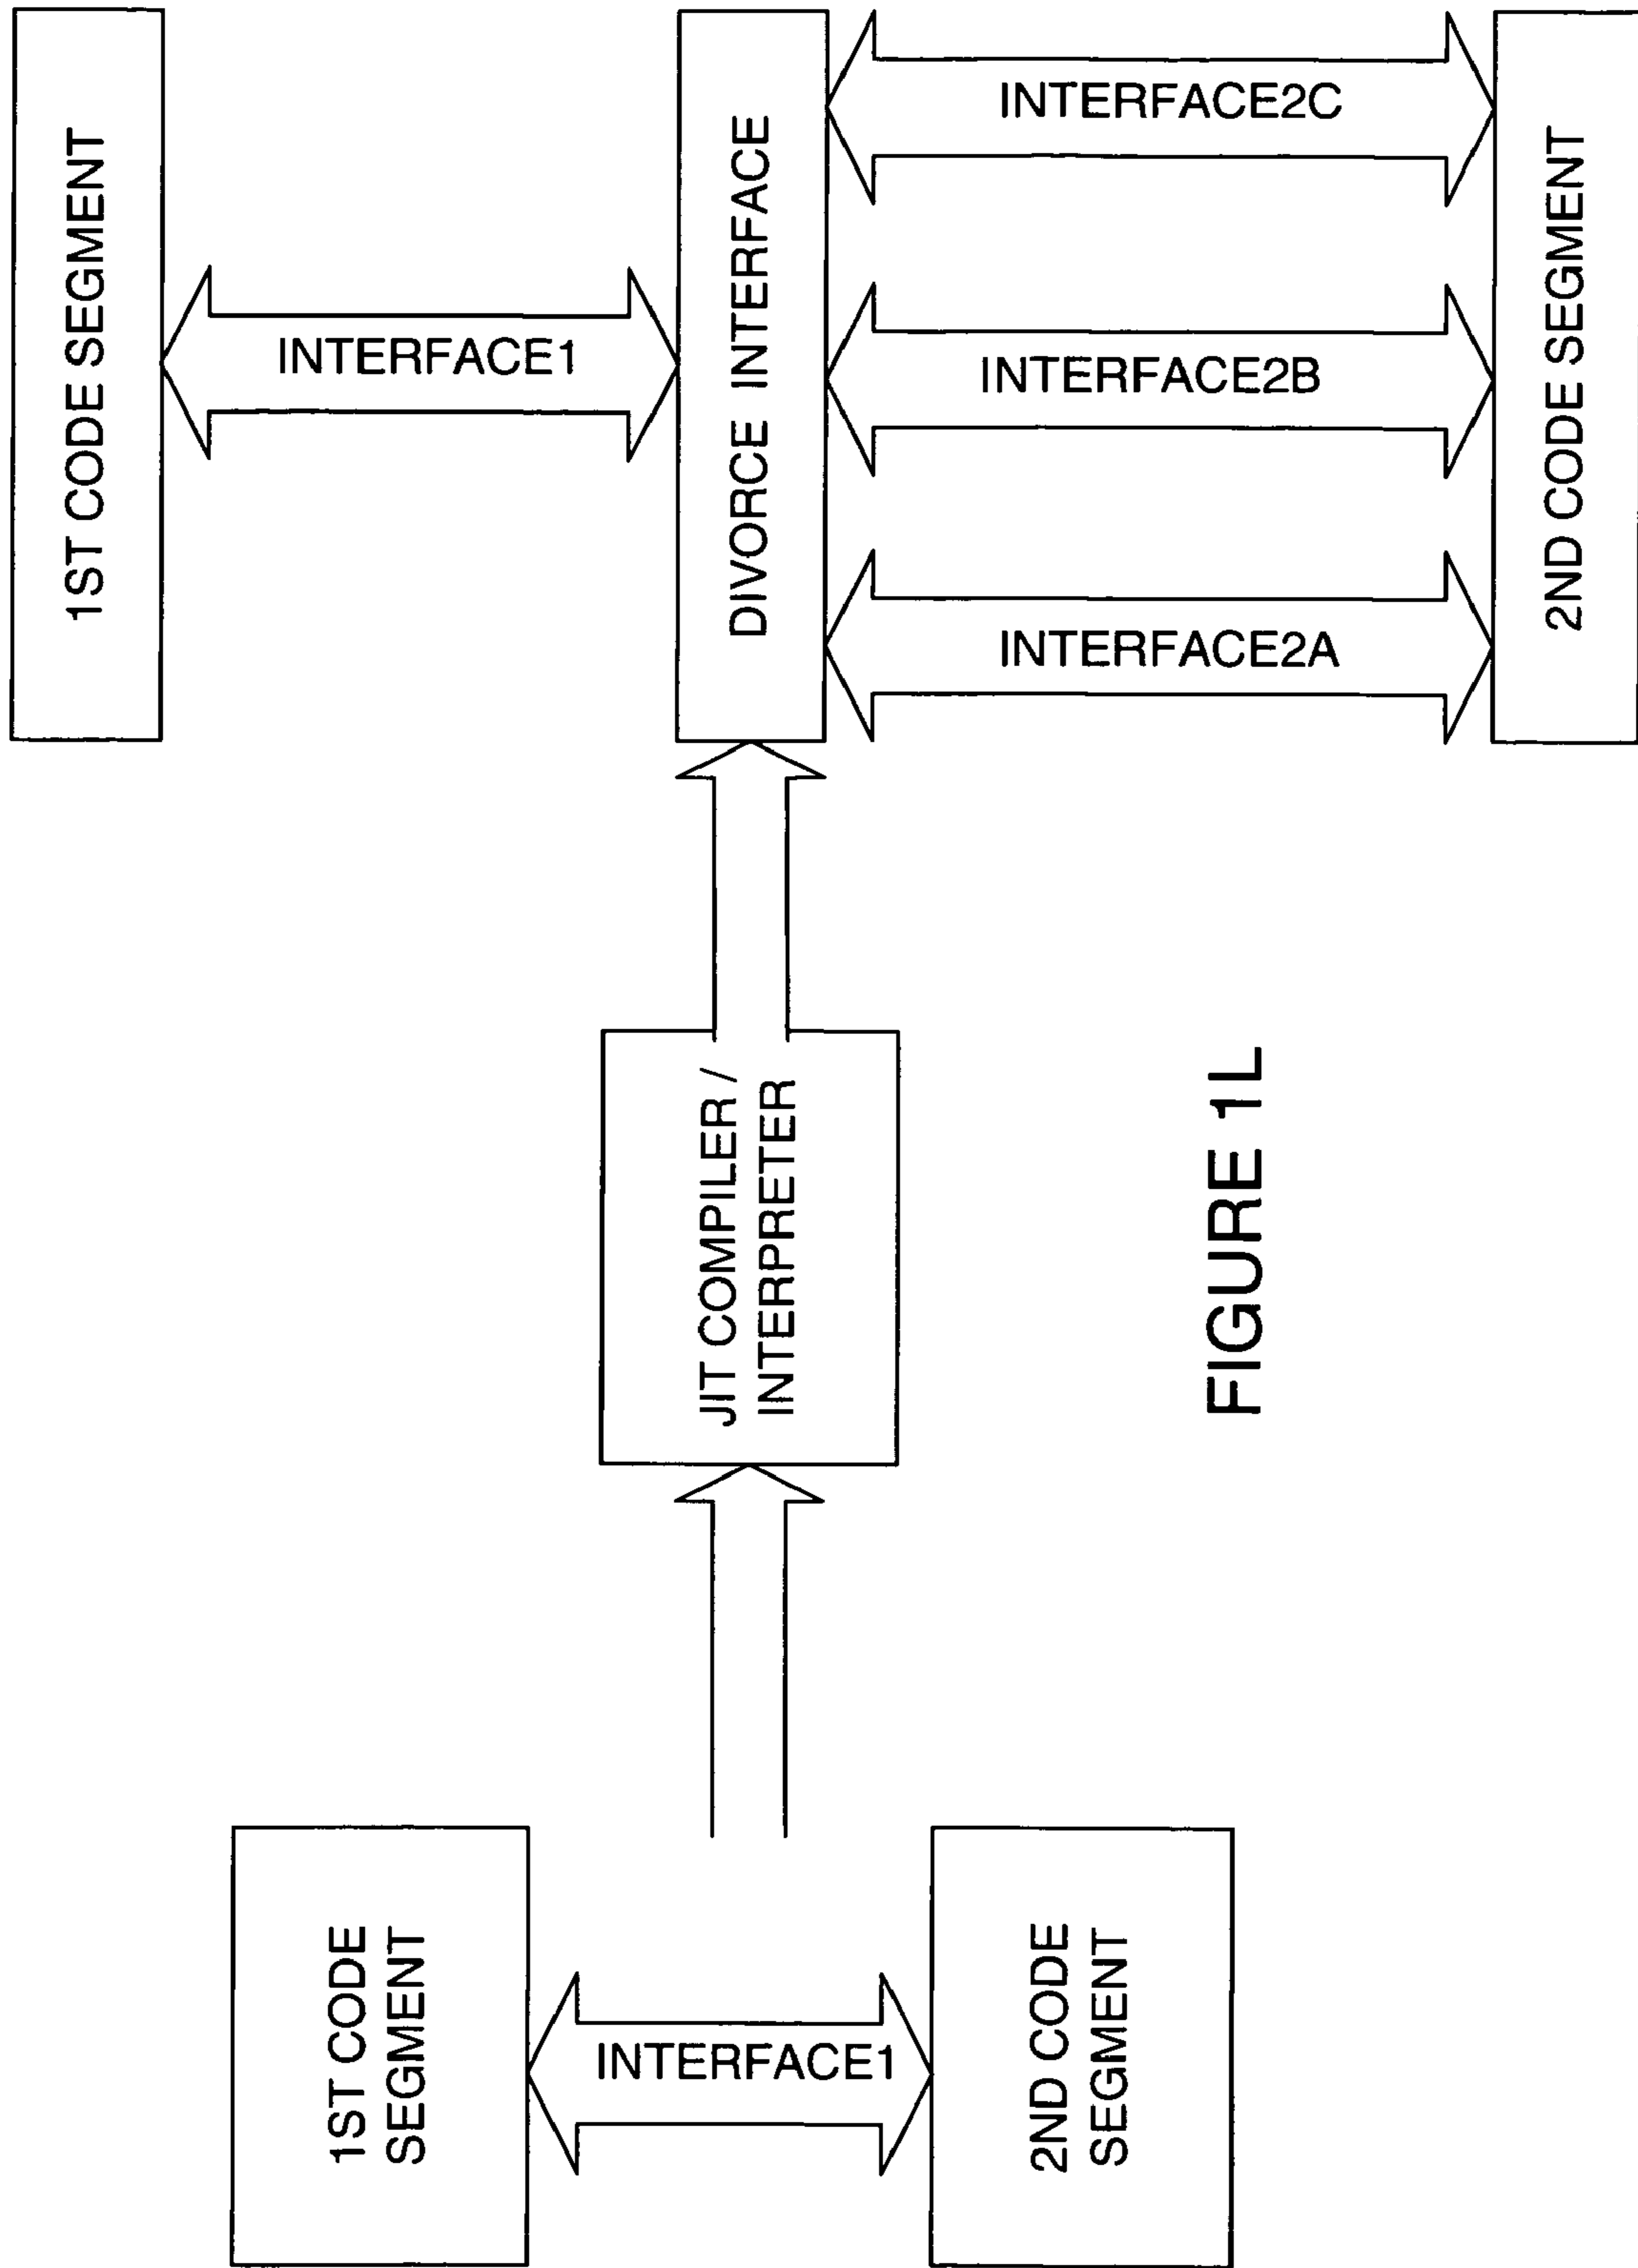 1ST CODE
SEGMENT
INTERFACE1
2ND CODE
SEGMENT
JIT COMPILER /
INTERPRETER
1ST CODE SEGMENT
INTERFACE1
DIVORCE INTERFACE
INTERFACE2A
INTERFACE2B
INTERFACE2C
2ND CODE SEGMENT
FIGURE 1L